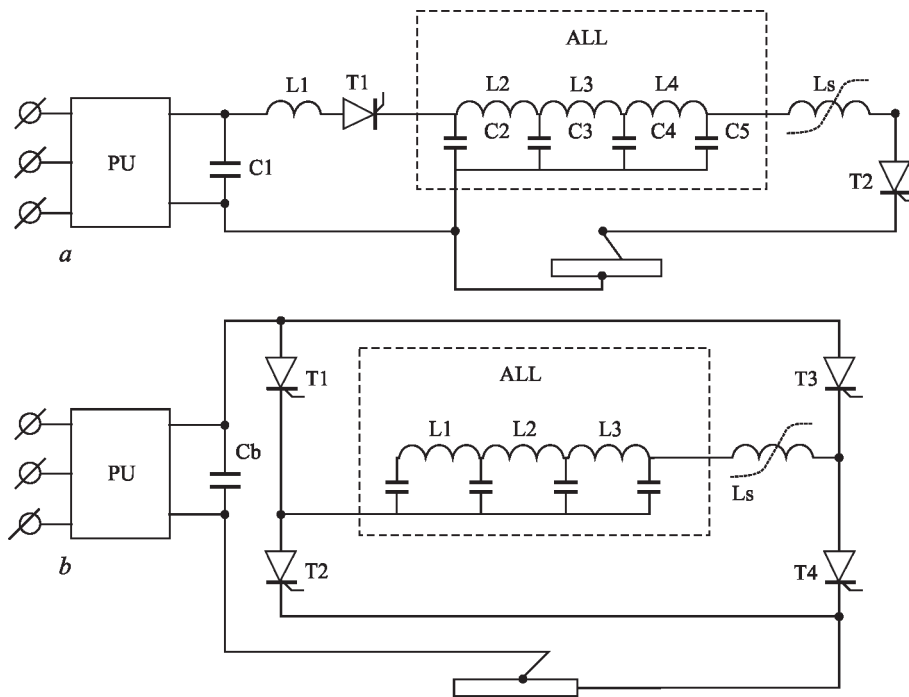 ALL
L1 T1 L2 L3 L4 Ls
PU C1 C2 C3 C4 C5
T2
a
T1 ALL T3
L1 L2 L3
PU Cb Ls
b T2 T4